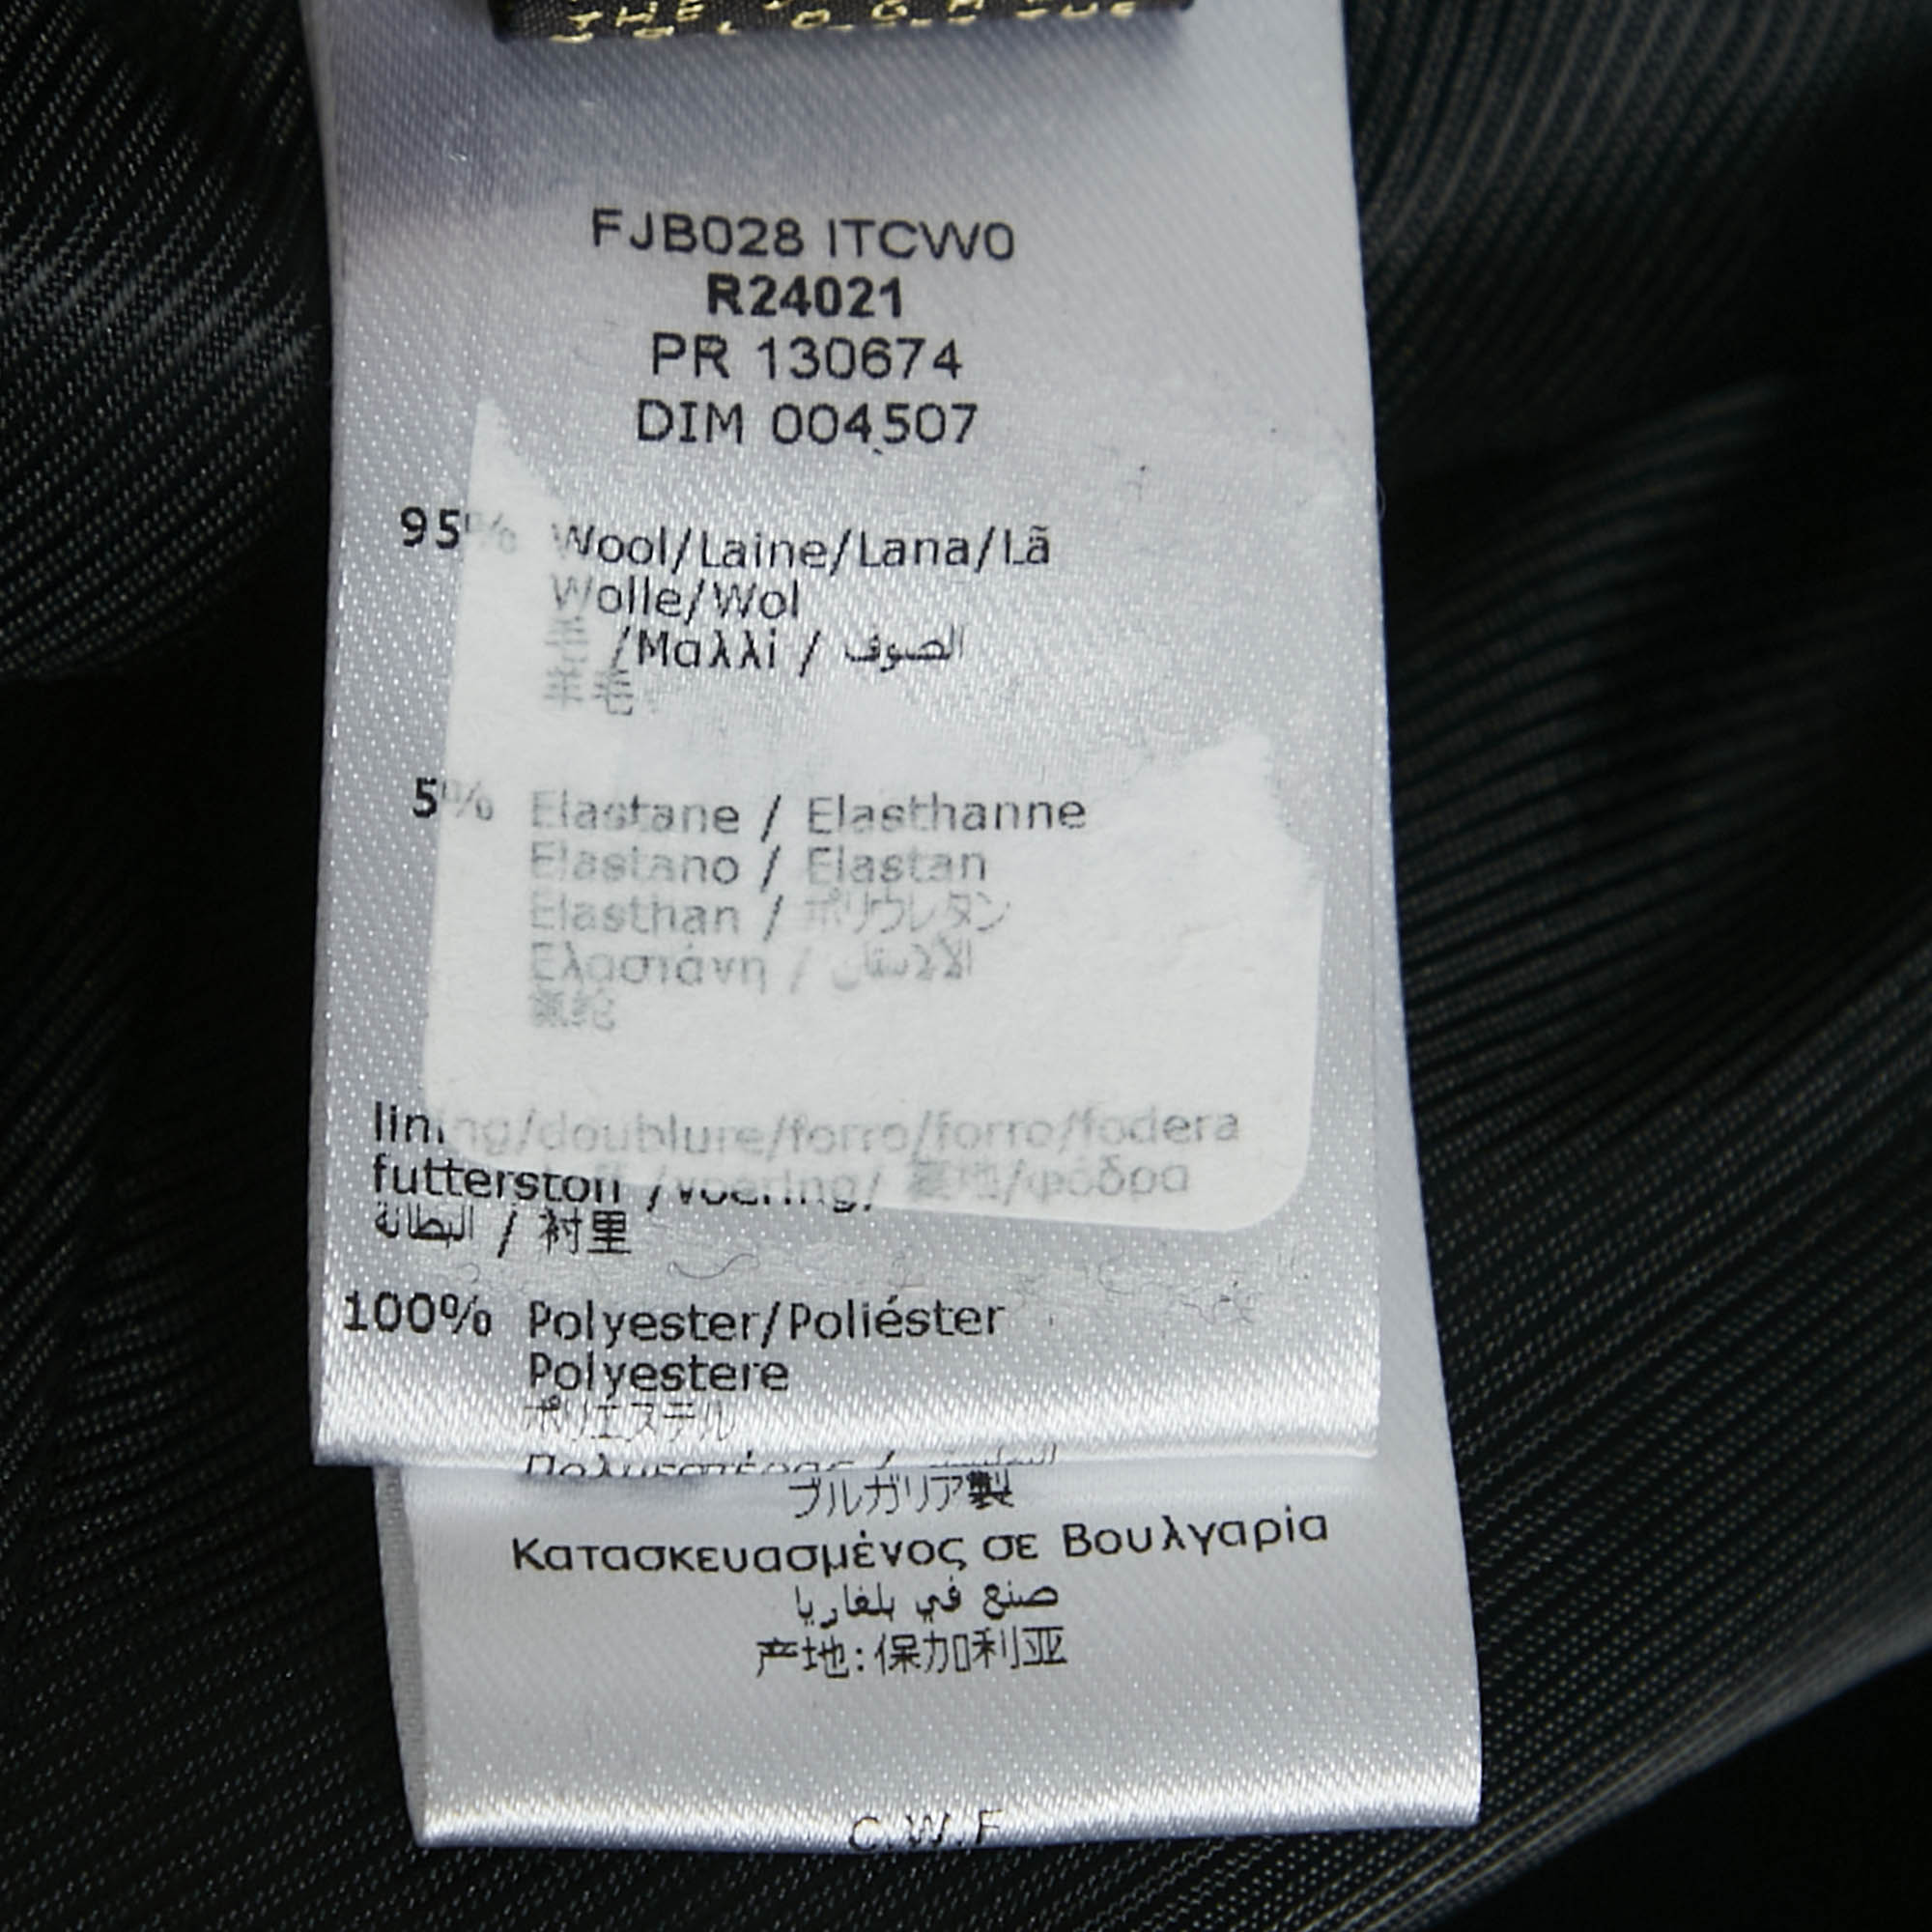 FJB028 ITCW0
R24021
PR 130674
DIM 004507
95% Wool/Laine/Lana/Lã
Wolle/Wol
毛 /Μαλλί / الصوف
羊毛
5% Elastane / Elasthanne
Elastano / Elastan
Elasthan / ポリウレタン
Ελαστάνη / الإلاستان
氨纶
lining/doublure/forro/forro/fodera
futterstoff /voering/ 裏地/φόδρα
البطانة / 衬里
100% Polyester/Poliéster
Polyestere
ポリエステル
Πολυεστέρας /
ブルガリア製
Κατασκευασμένος σε Βουλγαρία
صنع في بلغاريا
产地:保加利亚
C.W.F